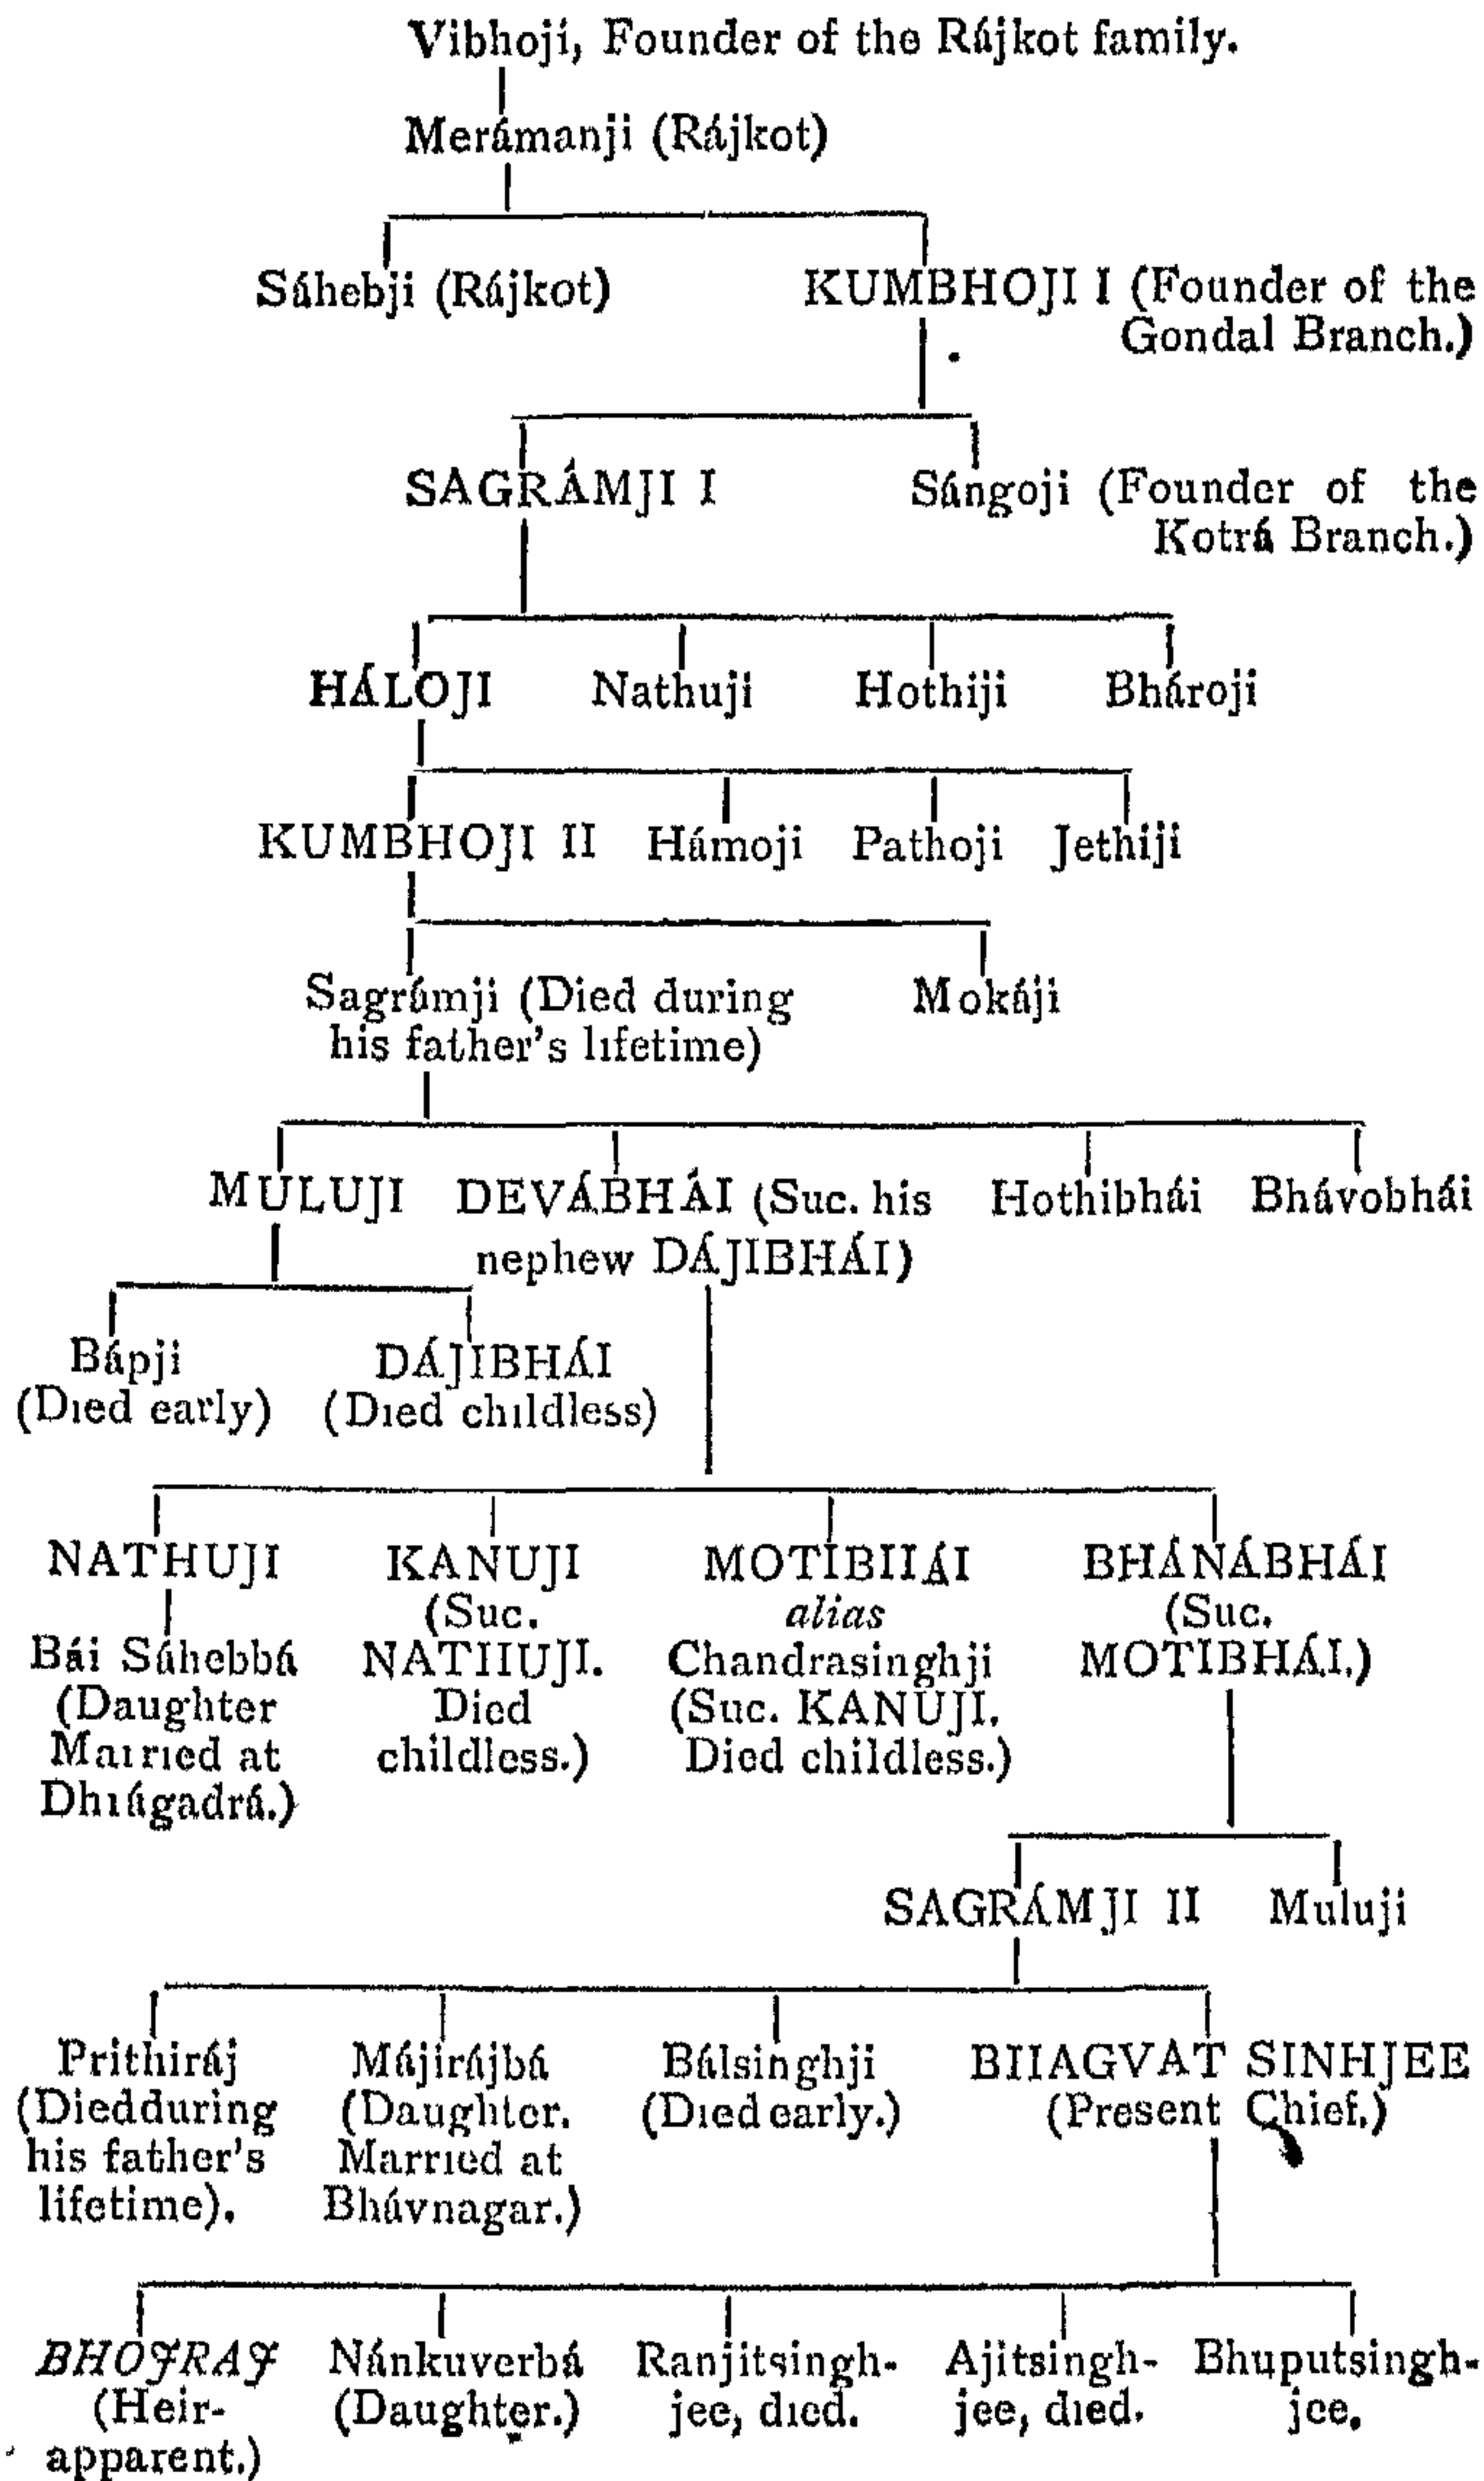 Vibhoji, Founder of the Rájkot family.
Merámanji (Rájkot)
Sáhebji (Rájkot)
KUMBHOJI I (Founder of the
Gondal Branch.)
SAGRÁMJI I
Sángoji (Founder of the
Kotrá Branch.)
HÁLOJI Nathuji Hothiji Bhároji
KUMBHOJI II Hámoji Pathoji Jethiji
Sagrámji (Died during
his father's lifetime)
Mokáji
MULUJI
DEVÁBHÁI (Suc. his
nephew DÁJIBHÁI)
Hothibhái
Bhávobhái
Bápji
(Died early)
DÁJIBHÁI
(Died childless)
NATHUJI
Bái Sáhebbá
(Daughter
Married at
Dhrágadrá.)
KANUJI
(Suc.
NATHUJI.
Died
childless.)
MOTIBHÁI
alias
Chandrasinghji
(Suc. KANUJI.
Died childless.)
BHÁNÁBHÁI
(Suc.
MOTIBHÁI.)
SAGRÁMJI II Muluji
Prithiráj
(Died during
his father's
lifetime).
Májirájbá
(Daughter.
Married at
Bhávnagar.)
Bálsinghji
(Died early.)
BHAGVAT SINHJEE
(Present Chief.)
BHOJRAJ
(Heir-
apparent.)
Nánkuverbá
(Daughter.)
Ranjitsingh-
jee, died.
Ajitsingh-
jee, died.
Bhuputsingh-
jee.